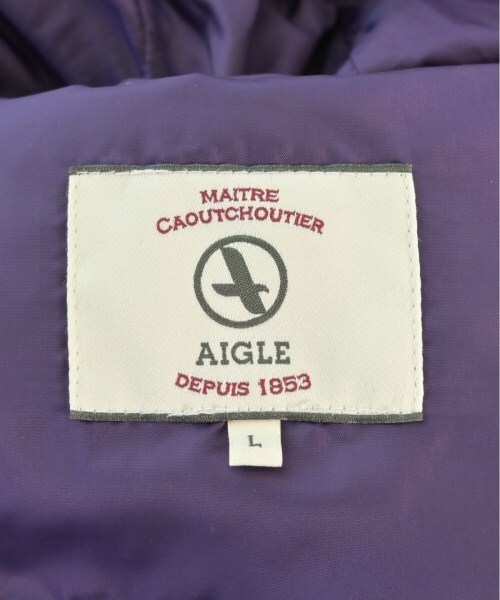 MAITRE
CAOUTCHOUTIER
AIGLE
DEPUIS 1853
L